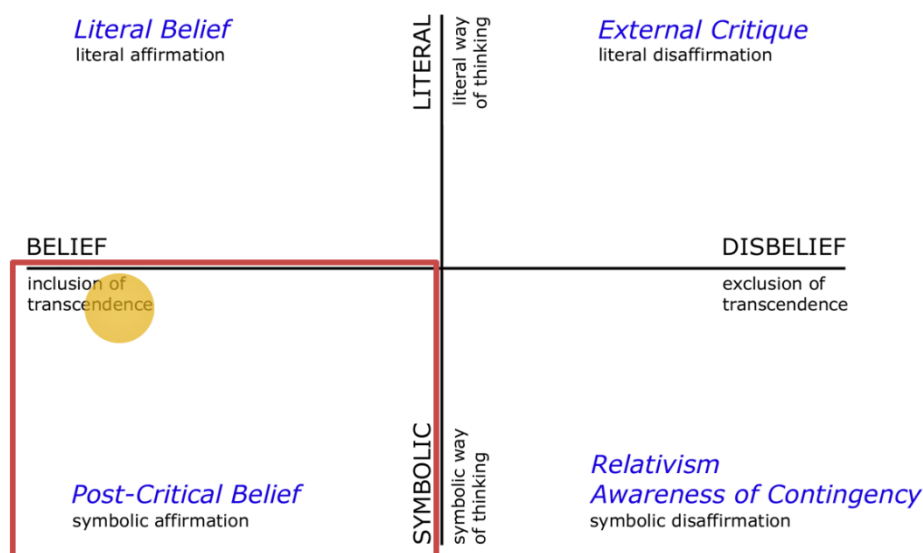 Literal Belief
literal affirmation
LITERAL
literal way
of thinking
External Critique
literal disaffirmation
BELIEF
inclusion of
transcendence
DISBELIEF
exclusion of
transcendence
Post-Critical Belief
symbolic affirmation
SYMBOLIC
symbolic way
of thinking
Relativism
Awareness of Contingency
symbolic disaffirmation